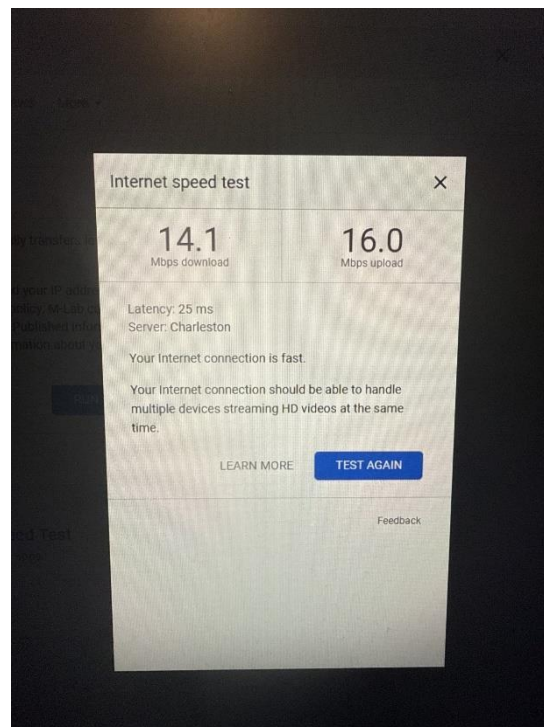 More
Internet speed test
14.1
Mbps download
16.0
Mbps upload
Latency: 25 ms
Server: Charleston
Your Internet connection is fast.
Your Internet connection should be able to handle
multiple devices streaming HD videos at the same
time.
LEARN MORE
TEST AGAIN
Feedback
RUN